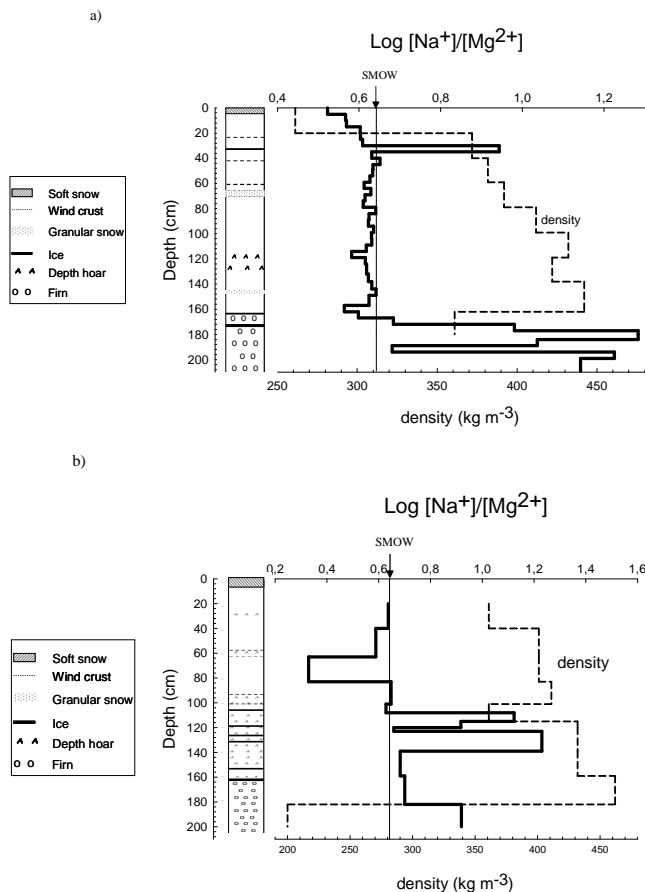 a)
Log [Na+]/[Mg2+]
SMOW
0,4 0,6 0,8 1,0 1,2
0
20
40
60
80
100
120
140
160
180
200
Depth (cm)
density
250 300 350 400 450
density (kg m-3)
Soft snow
Wind crust
Granular snow
Ice
Depth hoar
Firn
b)
Log [Na+]/[Mg2+]
SMOW
0,2 0,4 0,6 0,8 1,0 1,2 1,4 1,6
0
20
40
60
80
100
120
140
160
180
200
Depth (cm)
density
200 250 300 350 400 450
density (kg m-3)
Soft snow
Wind crust
Granular snow
Ice
Depth hoar
Firn